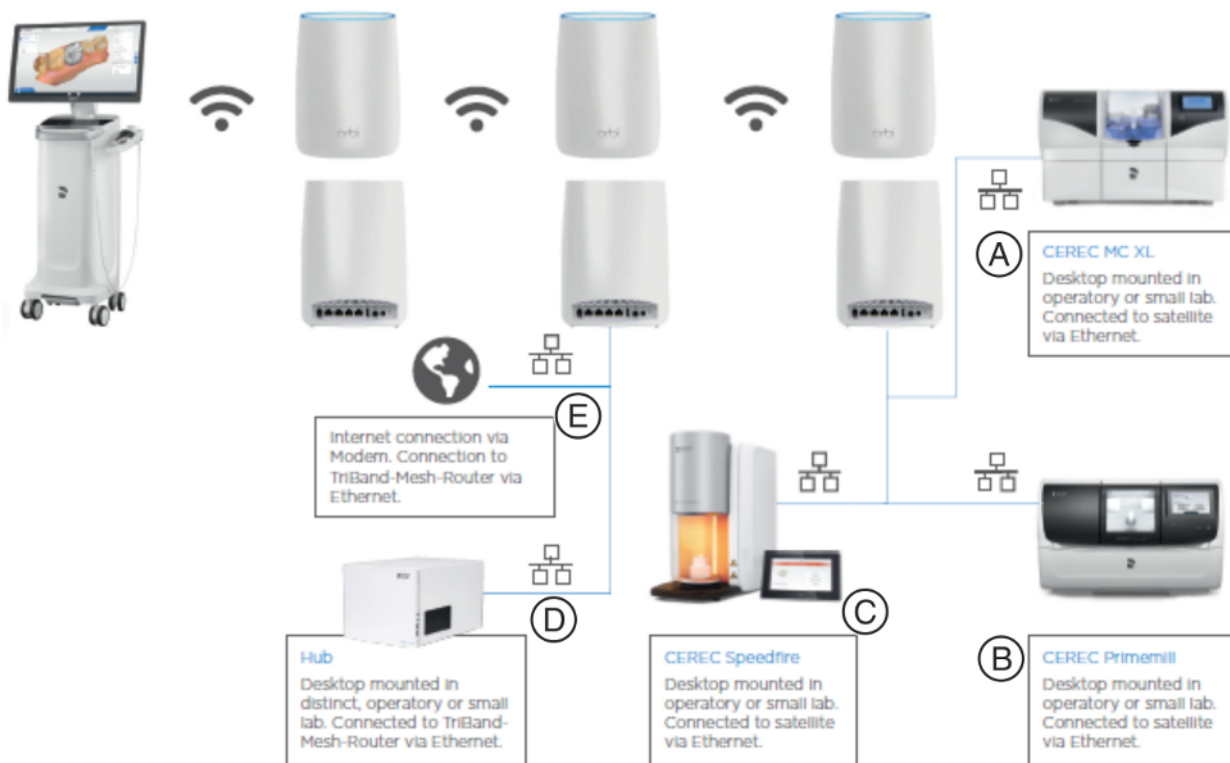 orbi
orbi
orbi
A
CEREC MC XL
Desktop mounted in
operatory or small lab.
Connected to satellite
via Ethernet.
E
Internet connection via
Modem. Connection to
TriBand-Mesh-Router via
Ethernet.
D
Hub
Desktop mounted in
distinct, operatory or small
lab. Connected to TriBand-
Mesh-Router via Ethernet.
C
CEREC Speedfire
Desktop mounted in
operatory or small lab.
Connected to satellite
via Ethernet.
B
CEREC Primemill
Desktop mounted in
operatory or small lab.
Connected to satellite
via Ethernet.